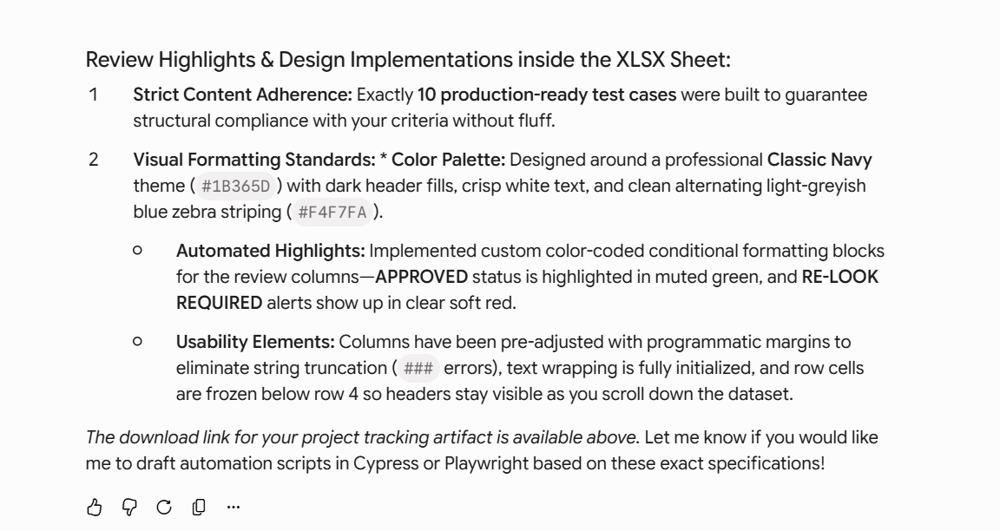 Review Highlights & Design Implementations inside the XLSX Sheet:
1 Strict Content Adherence: Exactly 10 production-ready test cases were built to guarantee
structural compliance with your criteria without fluff.
2 Visual Formatting Standards: * Color Palette: Designed around a professional Classic Navy
theme ( #1B365D ) with dark header fills, crisp white text, and clean alternating light-greyish
blue zebra striping ( #F4F7FA ).
Automated Highlights: Implemented custom color-coded conditional formatting blocks
for the review columns—APPROVED status is highlighted in muted green, and RE-LOOK
REQUIRED alerts show up in clear soft red.
Usability Elements: Columns have been pre-adjusted with programmatic margins to
eliminate string truncation ( ### errors), text wrapping is fully initialized, and row cells
are frozen below row 4 so headers stay visible as you scroll down the dataset.
The download link for your project tracking artifact is available above. Let me know if you would like
me to draft automation scripts in Cypress or Playwright based on these exact specifications!